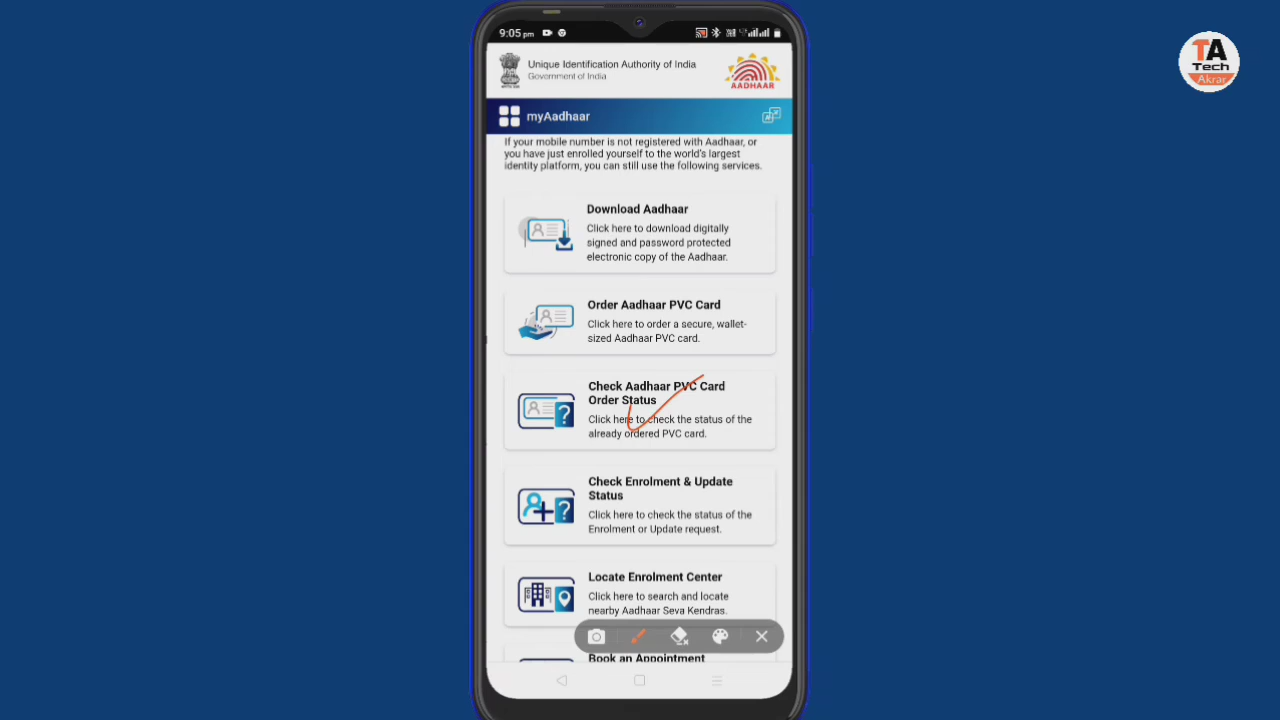 9:05 pm
TA
Tech
Akrar
Unique Identification Authority of India
Government of India
AADHAAR
myAadhaar
If your mobile number is not registered with Aadhaar, or
you have just enrolled yourself to the world's largest
identity platform, you can still use the following services.
Download Aadhaar
Click here to download digitally
signed and password protected
electronic copy of the Aadhaar.
Order Aadhaar PVC Card
Click here to order a secure, wallet-
sized Aadhaar PVC card.
Check Aadhaar PVC Card
Order Status
Click here to check the status of the
already ordered PVC card.
Check Enrolment & Update
Status
Click here to check the status of the
Enrolment or Update request.
Locate Enrolment Center
Click here to search and locate
nearby Aadhaar Seva Kendras.
Book an Appointment